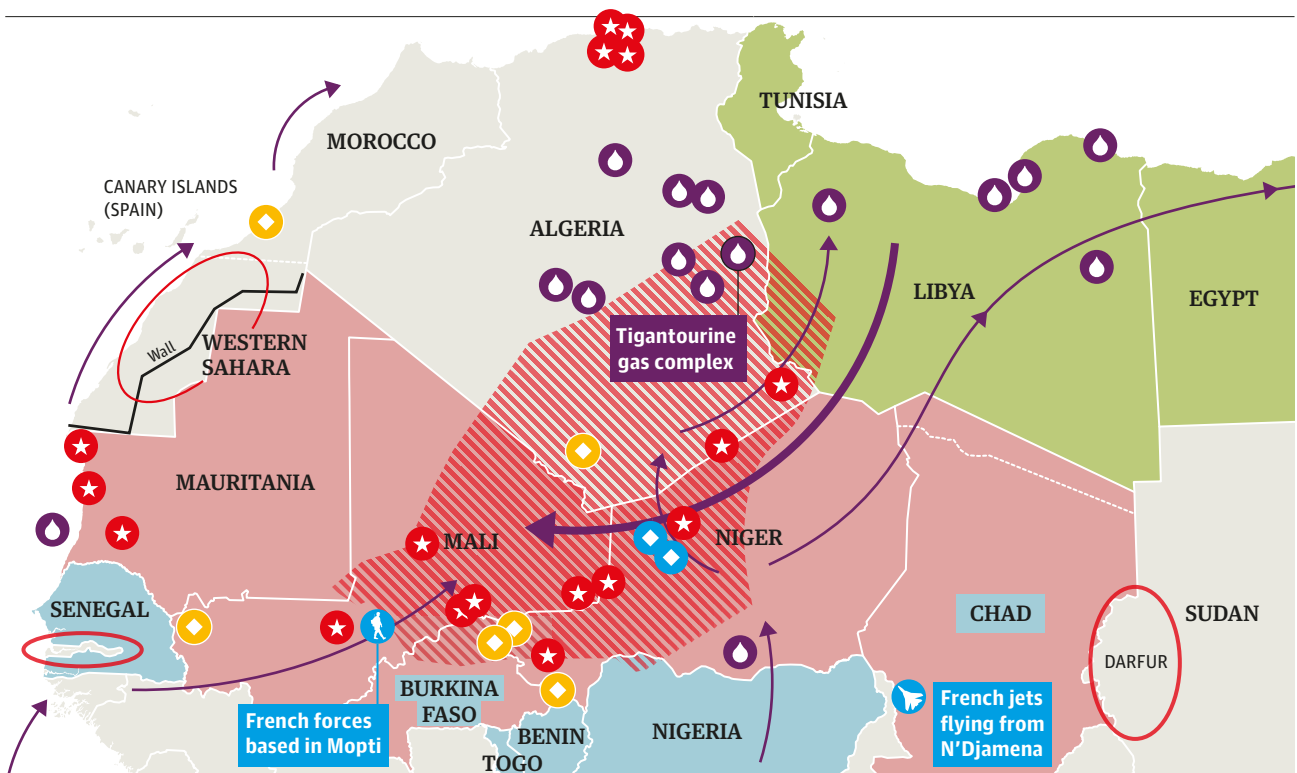 TUNISIA
MOROCCO
CANARY ISLANDS
(SPAIN)
ALGERIA
LIBYA
EGYPT
Tigantourine
gas complex
Wall
WESTERN
SAHARA
MAURITANIA
MALI
NIGER
SENEGAL
CHAD
SUDAN
DARFUR
BURKINA
FASO
French forces
based in Mopti
French jets
flying from
N'Djamena
NIGERIA
BENIN
TOGO